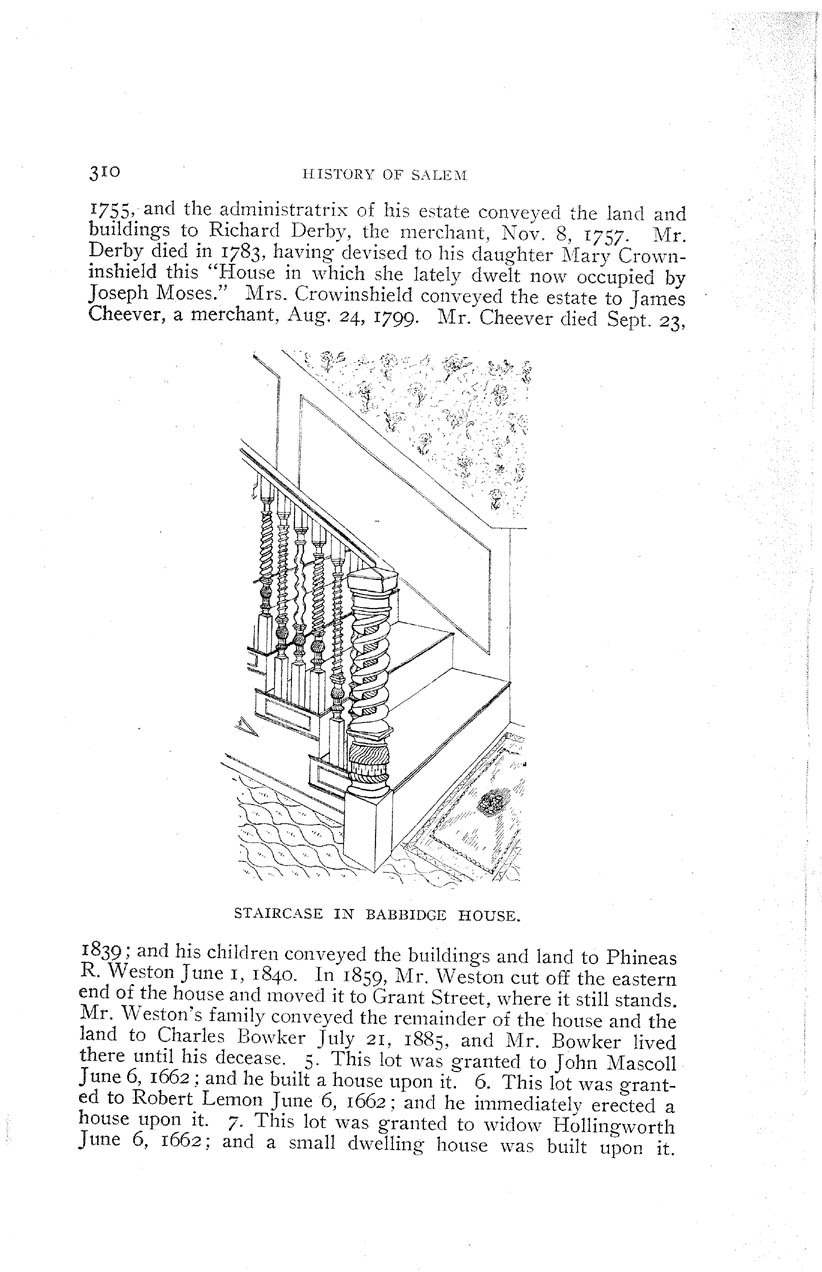 310 HISTORY OF SALEM
1755, and the administratrix of his estate conveyed the land and
buildings to Richard Derby, the merchant, Nov. 8, 1757. Mr.
Derby died in 1783, having devised to his daughter Mary Crown-
inshield this "House in which she lately dwelt now occupied by
Joseph Moses." Mrs. Crowinshield conveyed the estate to James
Cheever, a merchant, Aug. 24, 1799. Mr. Cheever died Sept. 23,
STAIRCASE IN BABBIDGE HOUSE.
1839; and his children conveyed the buildings and land to Phineas
R. Weston June 1, 1840. In 1859, Mr. Weston cut off the eastern
end of the house and moved it to Grant Street, where it still stands.
Mr. Weston's family conveyed the remainder of the house and the
land to Charles Bowker July 21, 1885, and Mr. Bowker lived
there until his decease. 5. This lot was granted to John Mascoll
June 6, 1662; and he built a house upon it. 6. This lot was grant-
ed to Robert Lemon June 6, 1662; and he immediately erected a
house upon it. 7. This lot was granted to widow Hollingworth
June 6, 1662; and a small dwelling house was built upon it.